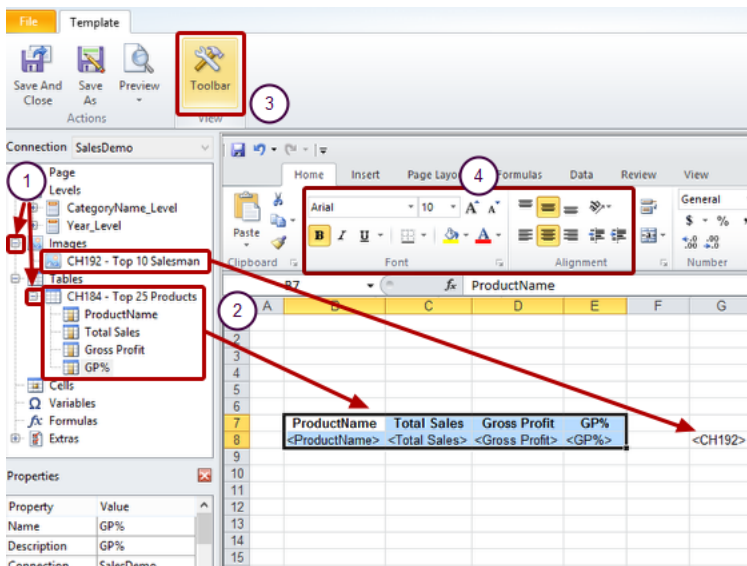 File Template
Save And Close
Save As
Preview
Toolbar
Actions
View
3
Connection SalesDemo
1
Page
Levels
CategoryName_Level
Year_Level
Images
CH192 - Top 10 Salesman
Tables
CH184 - Top 25 Products
ProductName
Total Sales
Gross Profit
GP%
Cells
Variables
Formulas
Extras
Properties
Property Value
Name GP%
Description GP%
Connection SalesDemo
Home Insert Page Layo 4 Formulas Data Review View
Paste
Arial 10 A A
B I U A
General
$ % ,
Clipboard Font Alignment Number
B7 fx ProductName
2
A B C D E F G
2
3
4
5
6
7 ProductName Total Sales Gross Profit GP%
8 <ProductName> <Total Sales> <Gross Profit> <GP%> <CH192>
9
10
11
12
13
14
15